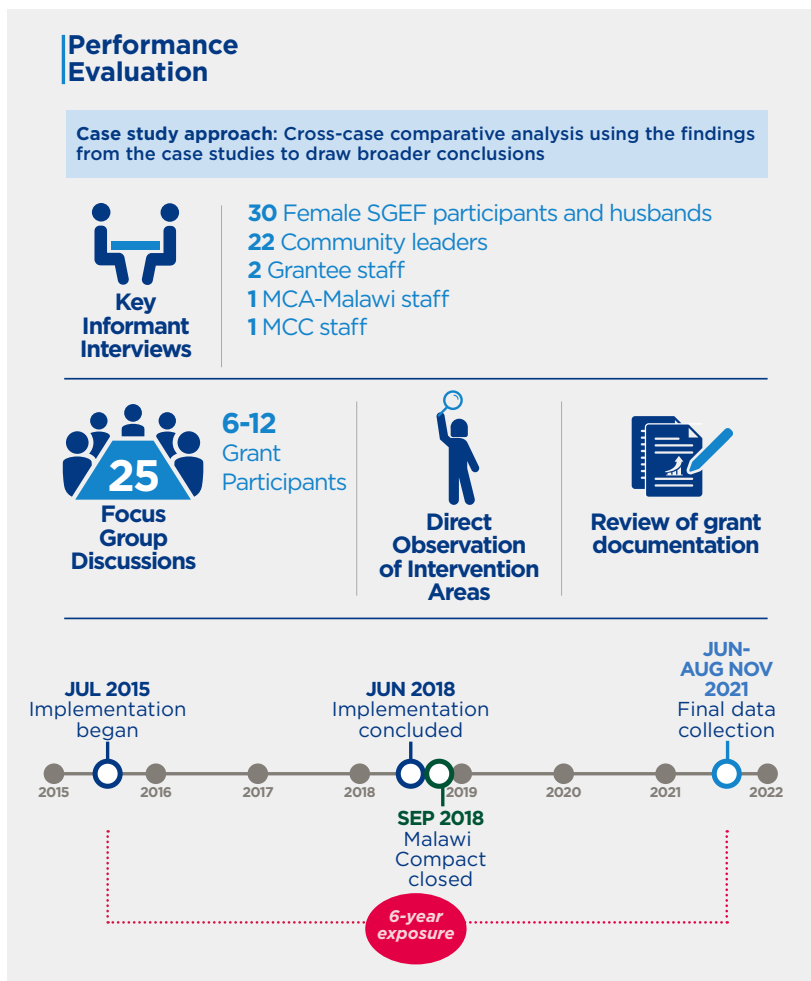 Performance
Evaluation
Case study approach: Cross-case comparative analysis using the findings
from the case studies to draw broader conclusions
Key
Informant
Interviews
30 Female SGEF participants and husbands
22 Community leaders
2 Grantee staff
1 MCA-Malawi staff
1 MCC staff
25
Focus
Group
Discussions
6-12
Grant
Participants
Direct
Observation
of Intervention
Areas
Review of grant
documentation
JUL 2015
Implementation
began
JUN 2018
Implementation
concluded
JUN-
AUG NOV
2021
Final data
collection
2015 2016 2017 2018 2019 2020 2021 2022
SEP 2018
Malawi
Compact
closed
6-year
exposure